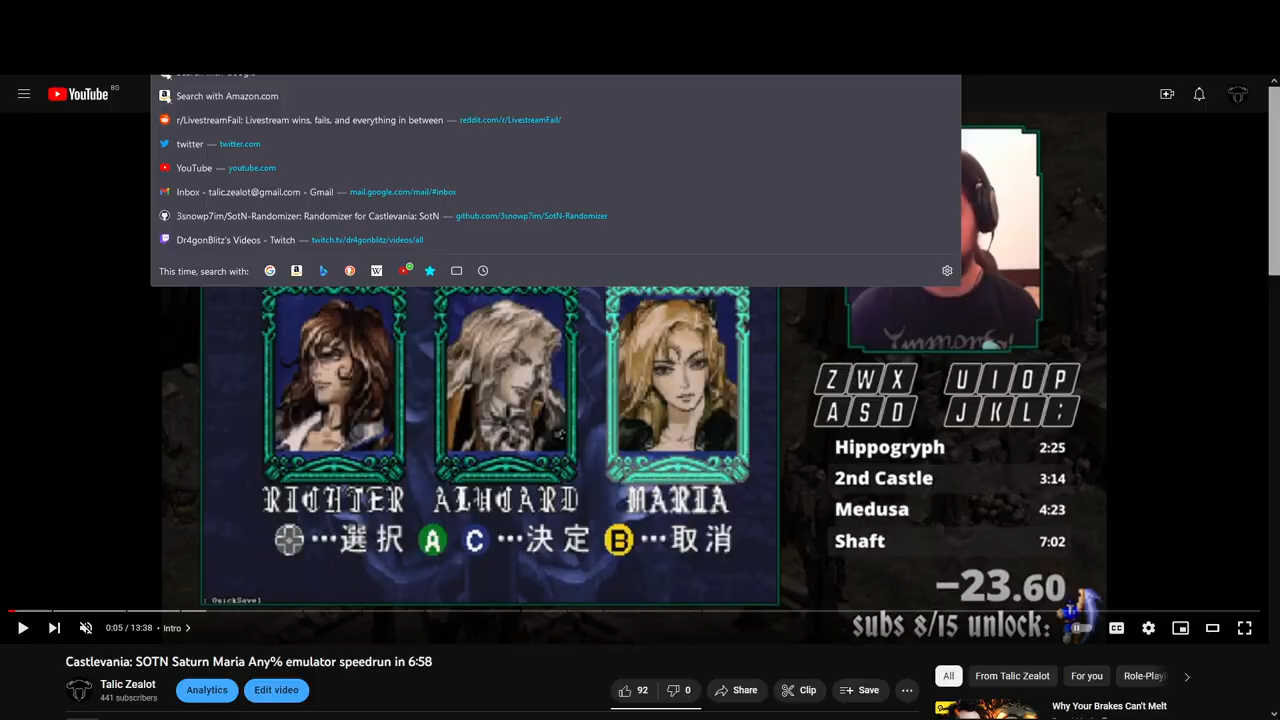 Search with Google
Search with Amazon.com
r/LivestreamFail: Livestream wins, fails, and everything in between — reddit.com/r/LivestreamFail/
twitter — twitter.com
YouTube — youtube.com
Inbox - talic.zealot@gmail.com - Gmail — mail.google.com/mail/#inbox
3snowp7im/SotN-Randomizer: Randomizer for Castlevania: SotN — github.com/3snowp7im/SotN-Randomizer
Dr4gonBlitz's Videos - Twitch — twitch.tv/dr4gonblitz/videos/all
This time, search with:
YouTube BG
RICHTER ALUCARD MARIA
…選択 A C …決定 B …取消
: QuickSave1
Z W X U I O P
A S D J K L ;
Hippogryph 2:25
2nd Castle 3:14
Medusa 4:23
Shaft 7:02
−23.60
subs 8/15 unlock:
0:05 / 13:38 • Intro
CC
Castlevania: SOTN Saturn Maria Any% emulator speedrun in 6:58
Talic Zealot
441 subscribers
Analytics
Edit video
92
0
Share
Clip
Save
All
From Talic Zealot
For you
Why Your Brakes Can't Melt